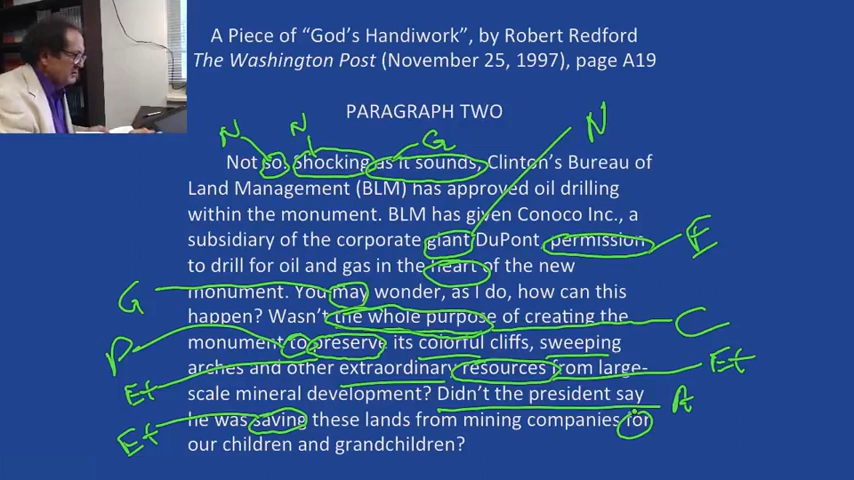 A Piece of “God’s Handiwork”, by Robert Redford
The Washington Post (November 25, 1997), page A19
PARAGRAPH TWO
N
N
G
N
Not so! Shocking as it sounds, Clinton’s Bureau of
Land Management (BLM) has approved oil drilling
within the monument. BLM has given Conoco Inc., a
subsidiary of the corporate giant DuPont, permission
E
to drill for oil and gas in the heart of the new
G
monument. You may wonder, as I do, how can this
happen? Wasn’t the whole purpose of creating the
C
monument to preserve its colorful cliffs, sweeping
P
arches and other extraordinary resources from large-
Et
Et
scale mineral development? Didn’t the president say
A
he was saving these lands from mining companies for
Et
our children and grandchildren?